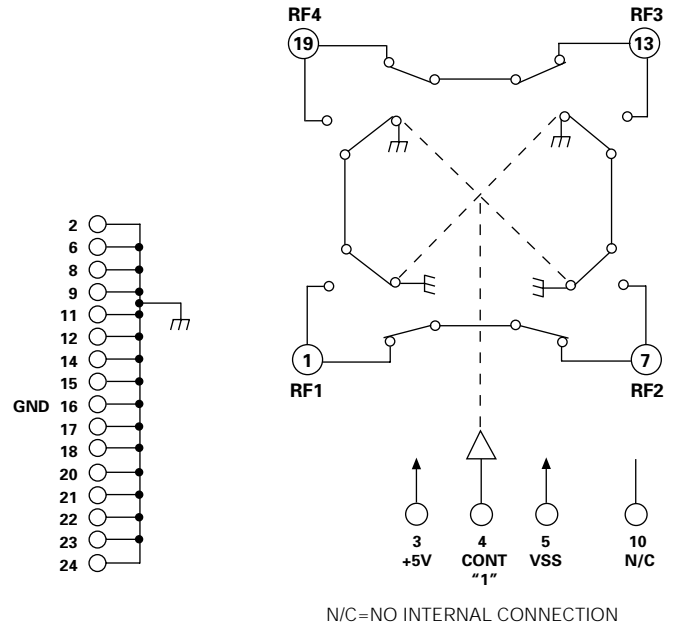 RF4
RF3
19
13
2
6
8
9
11
12
14
15
GND 16
17
18
20
21
22
23
24
1
7
RF1
RF2
3
4
5
10
+5V
CONT
VSS
N/C
“1”
N/C=NO INTERNAL CONNECTION